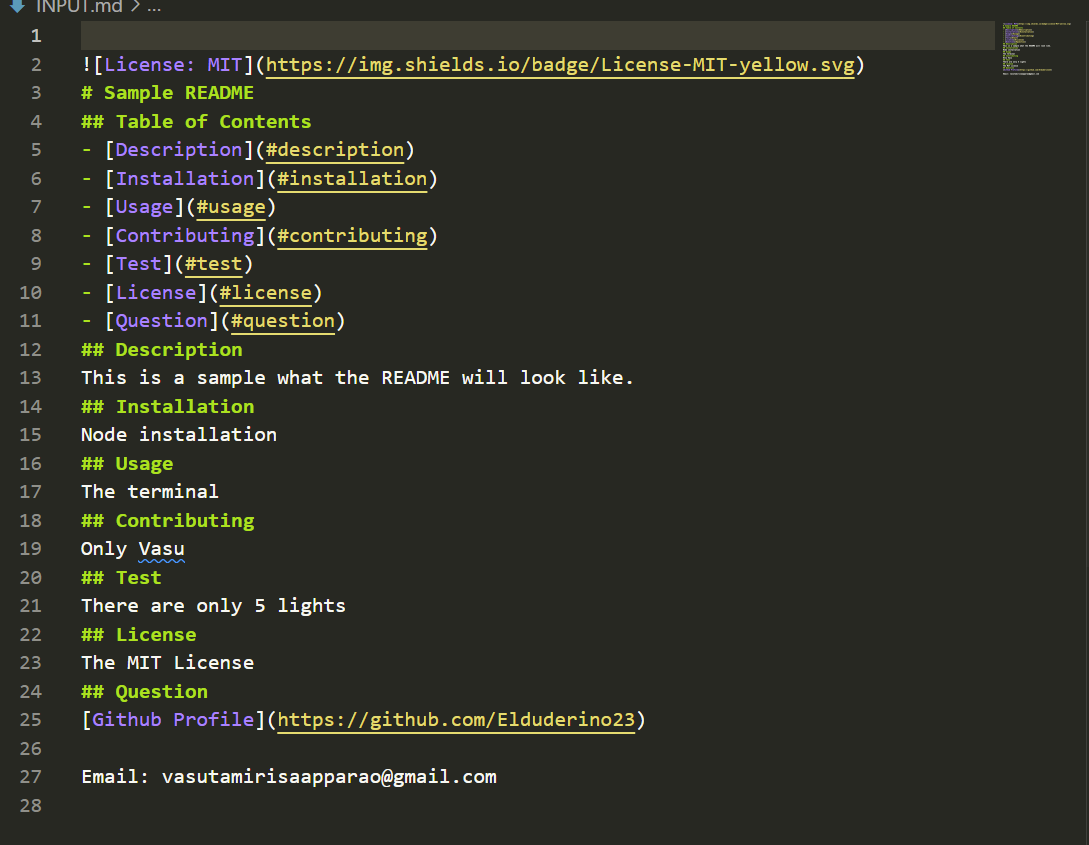 INPUT.md > ...
1
2 ![License: MIT](https://img.shields.io/badge/License-MIT-yellow.svg)
3 # Sample README
4 ## Table of Contents
5 - [Description](#description)
6 - [Installation](#installation)
7 - [Usage](#usage)
8 - [Contributing](#contributing)
9 - [Test](#test)
10 - [License](#license)
11 - [Question](#question)
12 ## Description
13 This is a sample what the README will look like.
14 ## Installation
15 Node installation
16 ## Usage
17 The terminal
18 ## Contributing
19 Only Vasu
20 ## Test
21 There are only 5 lights
22 ## License
23 The MIT License
24 ## Question
25 [Github Profile](https://github.com/Elduderino23)
26
27 Email: vasutamirisaapparao@gmail.com
28